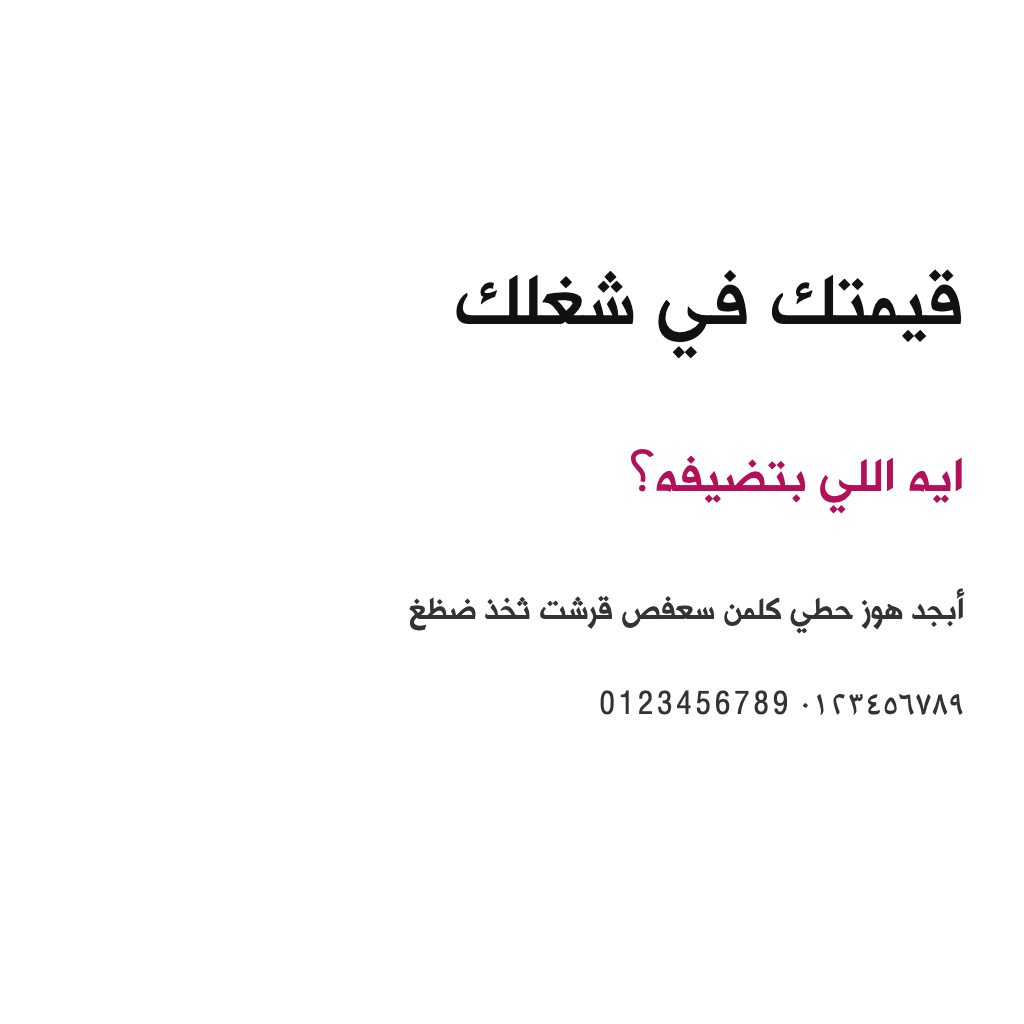 قيمتك في شغلك
ايه اللي بتضيفه؟
أبجد هوز حطي كلمن سعفص قرشت ثخذ ضظغ
٠١٢٣٤٥٦٧٨٩ 0123456789